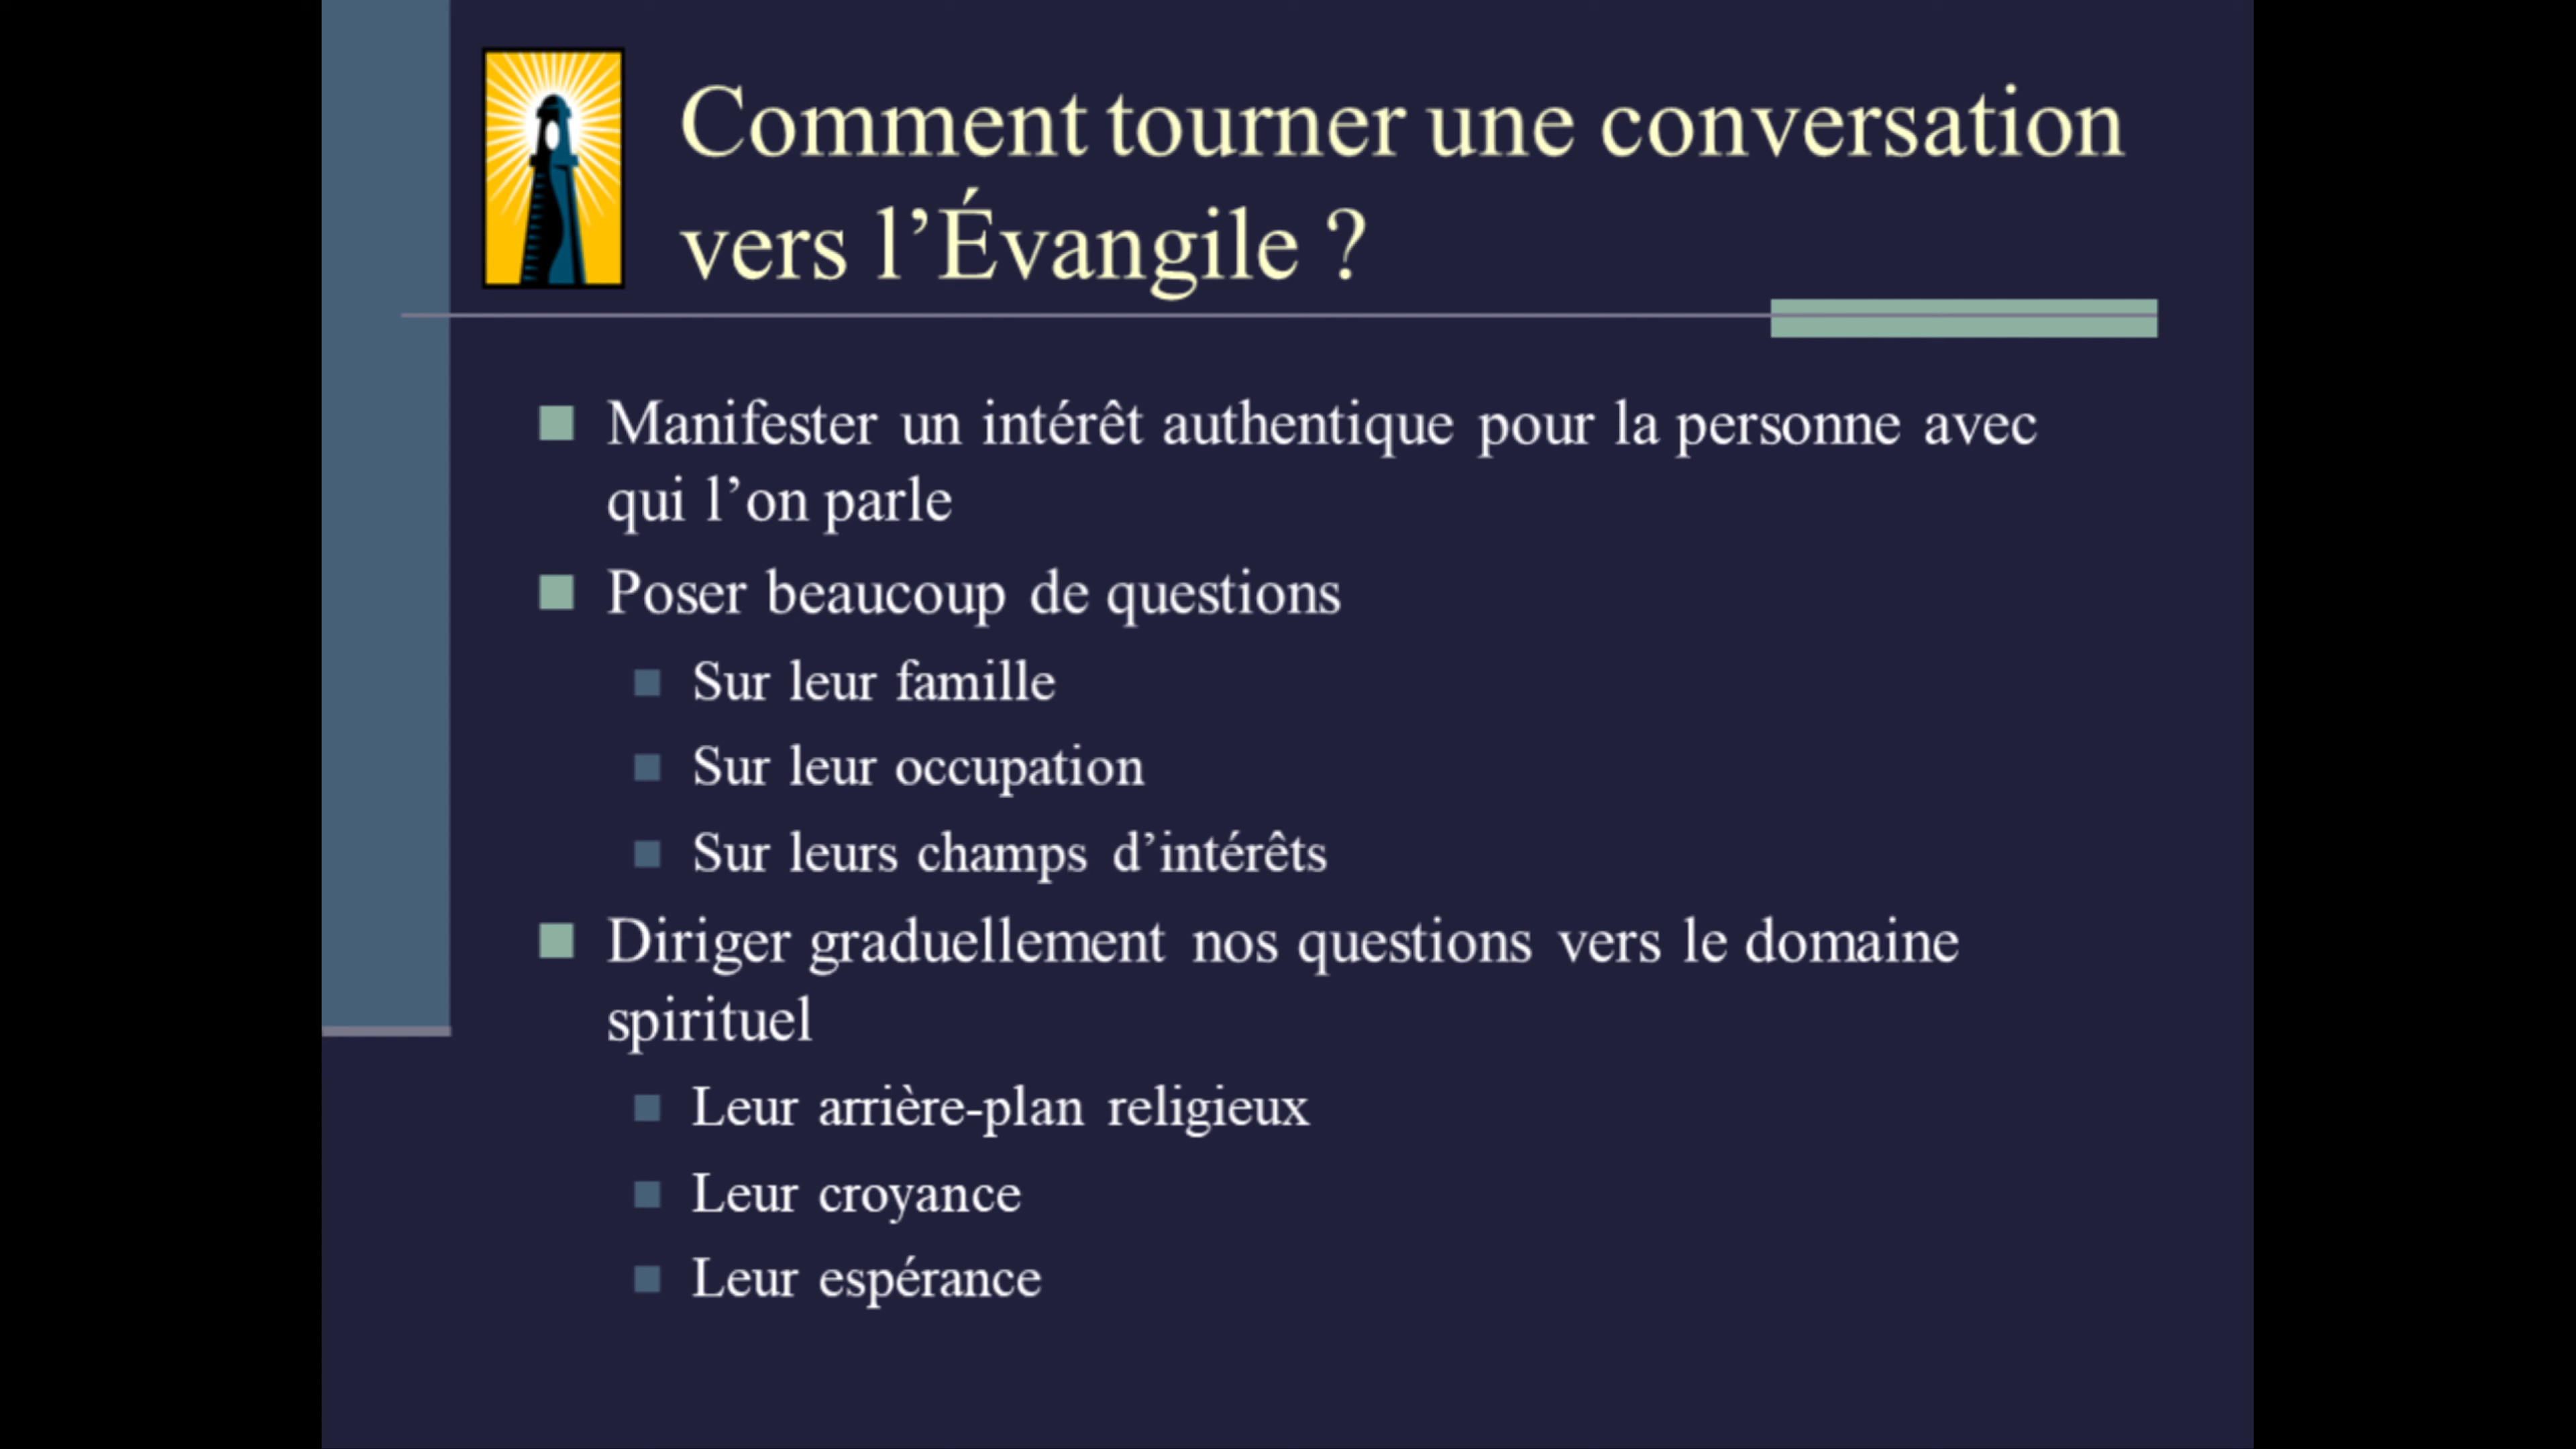 Comment tourner une conversation
vers l’Évangile ?
Manifester un intérêt authentique pour la personne avec
qui l’on parle
Poser beaucoup de questions
Sur leur famille
Sur leur occupation
Sur leurs champs d’intérêts
Diriger graduellement nos questions vers le domaine
spirituel
Leur arrière-plan religieux
Leur croyance
Leur espérance